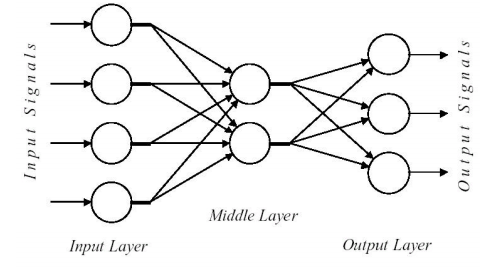 Input Signals
Output Signals
Middle Layer
Input Layer
Output Layer